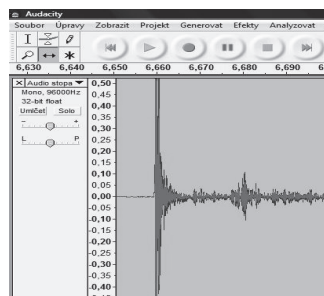 Audacity
Soubor Úpravy Zobrazit Projekt Generovat Efekty Analyzovat
6,630 6,640 6,650 6,660 6,670 6,680 6,690 6
Audio stopa
Mono, 96000Hz
32-bit float
Umlčet Solo
- +
L P
0,50
0,45
0,40
0,35
0,30
0,25
0,20
0,15
0,10
0,05
0,00
-0,05
-0,10
-0,15
-0,20
-0,25
-0,30
-0,35
-0,40